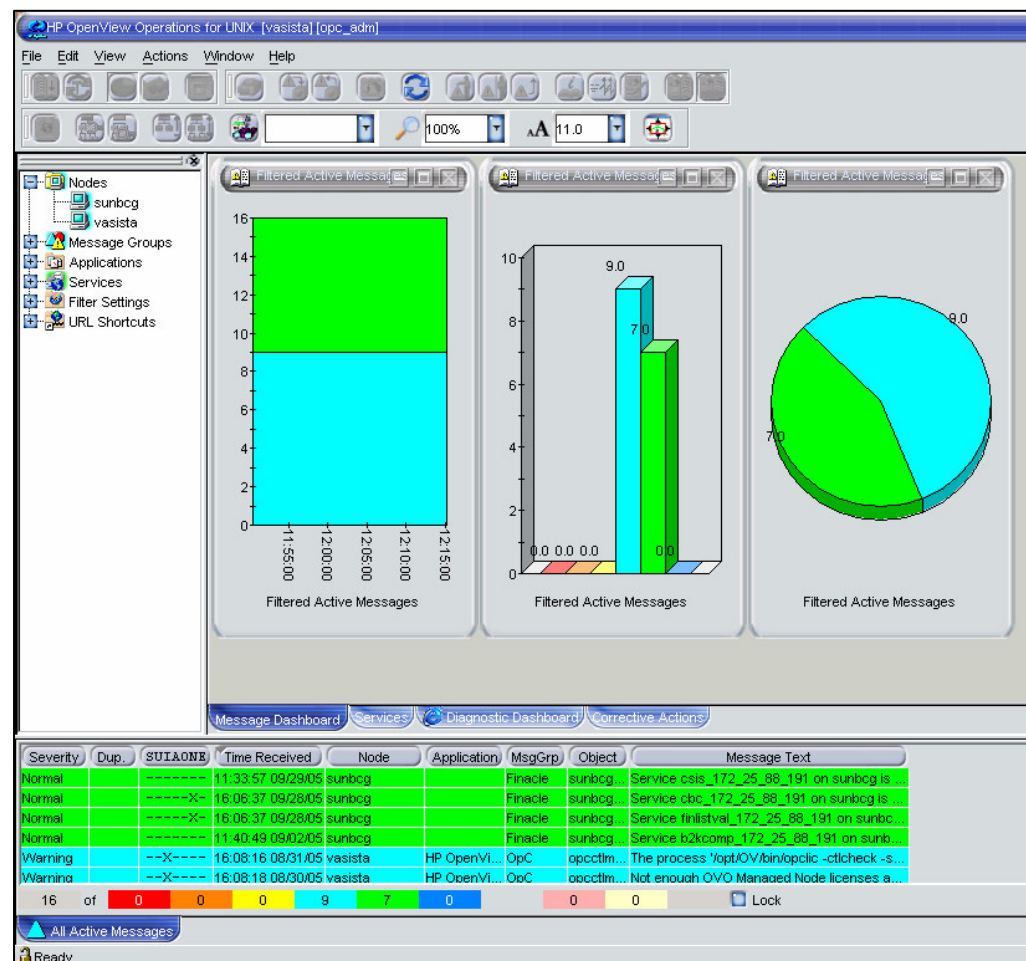 HP OpenView Operations for UNIX [vasista] [opc_adm]
File Edit View Actions Window Help
100% AA 11.0
Nodes
sunbcg
vasista
Message Groups
Applications
Services
Filter Settings
URL Shortcuts
Filtered Active Messag
16
14
12
10
8
6
4
2
0
11:55:00
12:00:00
12:05:00
12:10:00
12:15:00
Filtered Active Messages
Filtered Active Messag
10
8
6
4
2
0
9.0
7.0
0.0 0.0 0.0 0.0
Filtered Active Messages
Filtered Active Messag
9.0
7.0
Filtered Active Messages
Message Dashboard Services Diagnostic Dashboard Corrective Actions
Severity Dup. SUIAONE Time Received Node Application MsgGrp Object Message Text
Normal ------- 11:33:57 09/29/05 sunbcg Finacle sunbcg... Service csis_172_25_88_191 on sunbcg is ...
Normal -----X- 16:06:37 09/28/05 sunbcg Finacle sunbcg... Service cbc_172_25_88_191 on sunbcg is ...
Normal -----X- 16:06:37 09/28/05 sunbcg Finacle sunbcg... Service finlistval_172_25_88_191 on sunbc...
Normal ------- 11:40:49 09/02/05 sunbcg Finacle sunbcg... Service b2kcomp_172_25_88_191 on sunb...
Warning --X---- 16:08:16 08/31/05 vasista HP OpenVi... OpC opcctlm... The process '/opt/OV/bin/opclic -ctlcheck -s...
Warning --X---- 16:08:18 08/30/05 vasista HP OpenVi... OpC opcctlm... Not enough OVO Managed Node licenses a...
16 of 0 0 0 9 7 0 0 0 Lock
All Active Messages
Ready